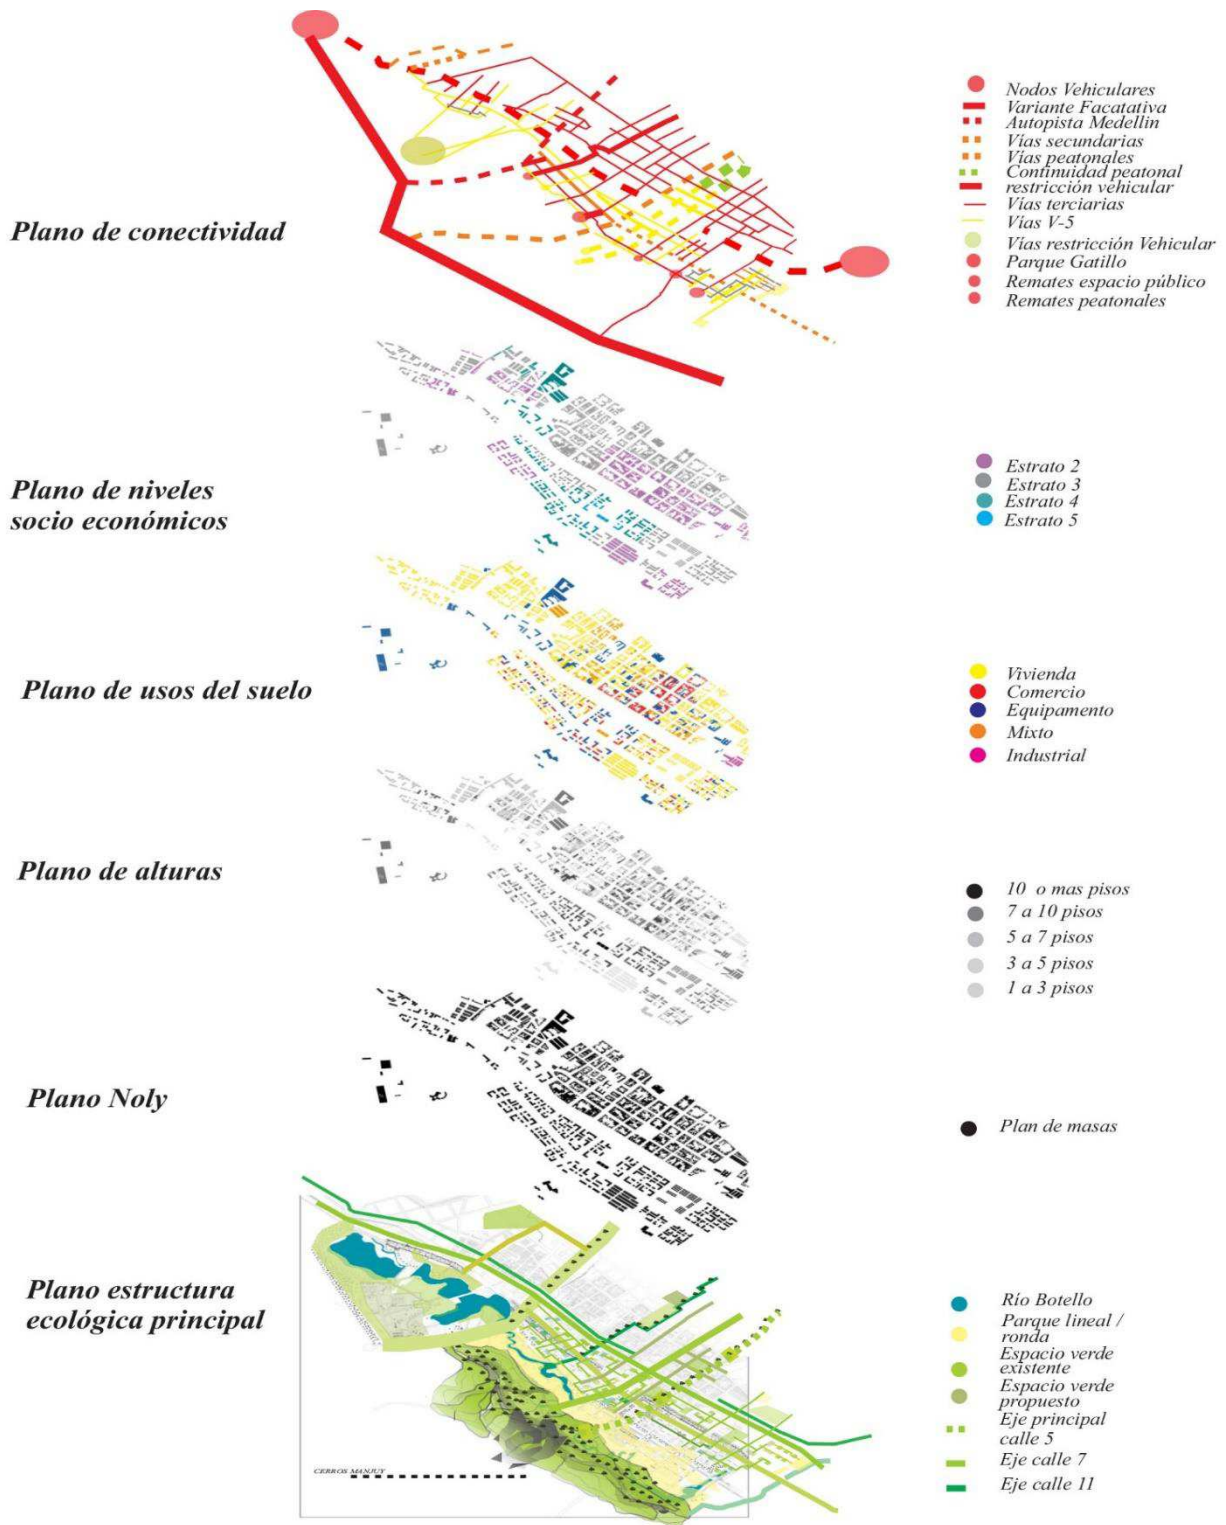 Nodos Vehiculares
Variante Facatativa
Autopista Medellin
Vías secundarias
Vías peatonales
Continuidad peatonal
restricción vehicular
Vías terciarias
Vías V-5
Vías restricción Vehicular
Parque Gatillo
Remates espacio público
Remates peatonales
Plano de conectividad
Plano de niveles
socio económicos
Estrato 2
Estrato 3
Estrato 4
Estrato 5
Plano de usos del suelo
Vivienda
Comercio
Equipamento
Mixto
Industrial
Plano de alturas
10 o mas pisos
7 a 10 pisos
5 a 7 pisos
3 a 5 pisos
1 a 3 pisos
Plano Noly
Plan de masas
Plano estructura
ecológica principal
Río Botello
Parque lineal /
ronda
Espacio verde
existente
Espacio verde
propuesto
Eje principal
calle 5
Eje calle 7
Eje calle 11
CERROS MANJUY